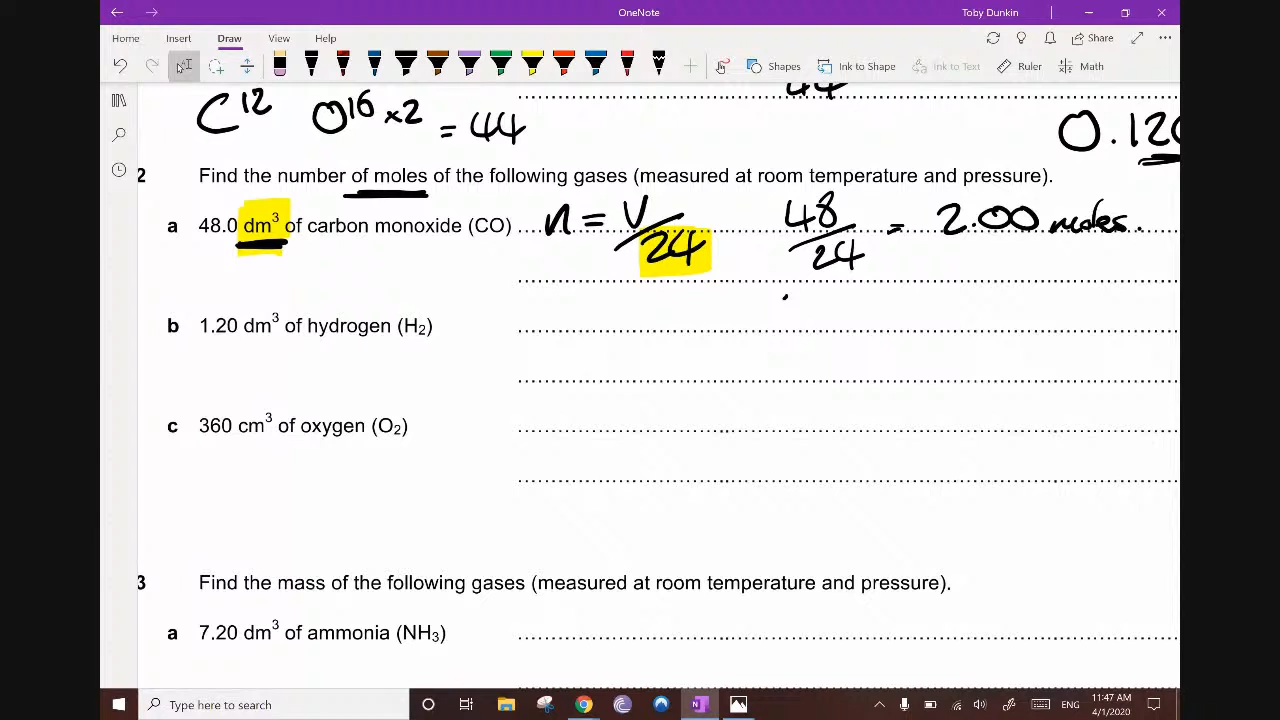 OneNote
Toby Dunkin
Home Insert Draw View Help
Share
Shapes Ink to Shape Ink to Text Ruler Math
44
C12 O16 ×2 = 44
0.120
2 Find the number of moles of the following gases (measured at room temperature and pressure).
a 48.0 dm³ of carbon monoxide (CO) n = V/24 48/24 = 2.00 moles.
b 1.20 dm³ of hydrogen (H₂)
c 360 cm³ of oxygen (O₂)
3 Find the mass of the following gases (measured at room temperature and pressure).
a 7.20 dm³ of ammonia (NH₃)
Type here to search
ENG
11:47 AM
4/1/2020